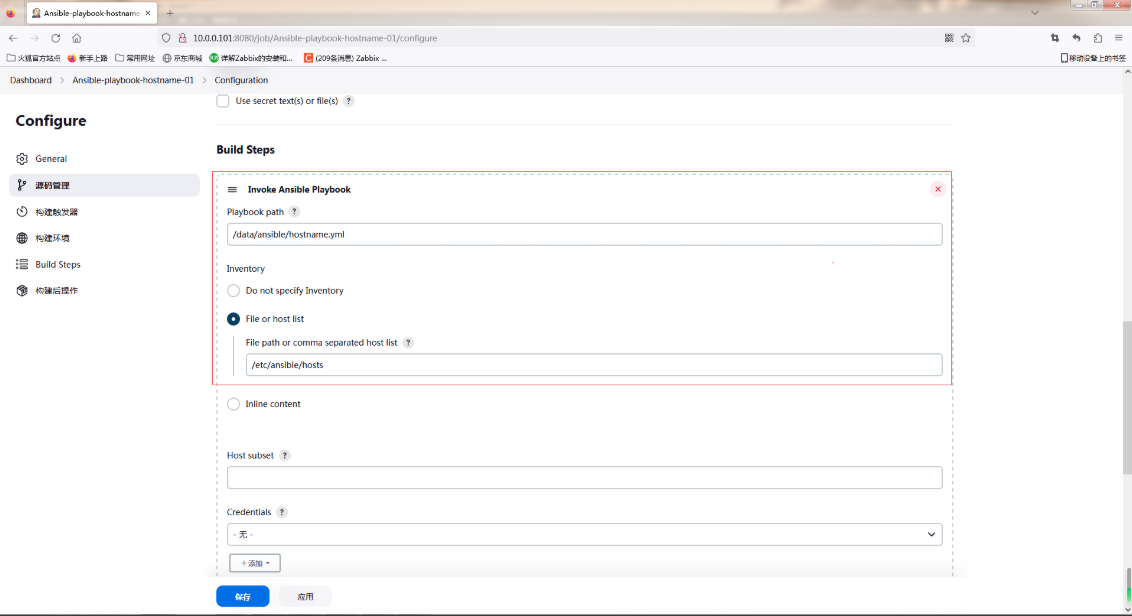 Ansible-playbook-hostname
10.0.0.101:8080/job/Ansible-playbook-hostname-01/configure
火狐官方站点 新手上路 常用网址 京东商城 详解Zabbix的安装和... (209条消息) Zabbix ... 移动设备上的书签
Dashboard > Ansible-playbook-hostname-01 > Configuration
Configure
General
源码管理
构建触发器
构建环境
Build Steps
构建后操作
Use secret text(s) or file(s) ?
Build Steps
Invoke Ansible Playbook
Playbook path ?
/data/ansible/hostname.yml
Inventory
Do not specify Inventory
File or host list
File path or comma separated host list ?
/etc/ansible/hosts
Inline content
Host subset ?
Credentials ?
- 无 -
+ 添加
保存 应用